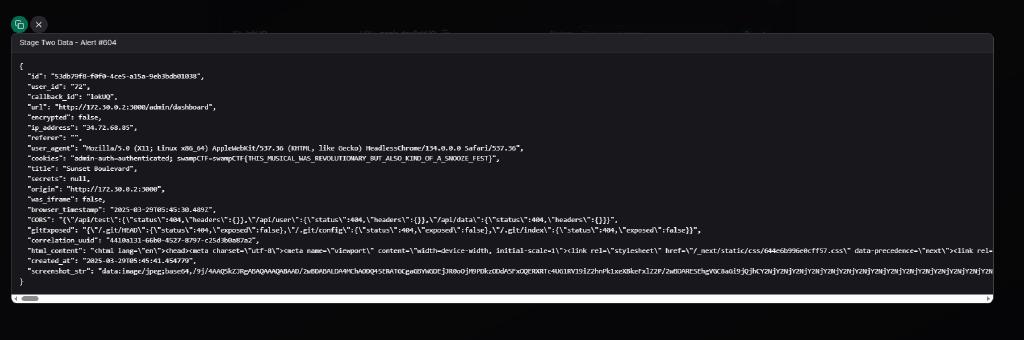 Stage Two Data - Alert #604
{
"id": "53db79f8-f0f0-4ce5-a15a-9eb3bdb01038",
"user_id": "72",
"callback_id": "1okUQ",
"url": "http://172.30.0.2:3000/admin/dashboard",
"encrypted": false,
"ip_address": "34.72.68.85",
"referer": "",
"user_agent": "Mozilla/5.0 (X11; Linux x86_64) AppleWebKit/537.36 (KHTML, like Gecko) HeadlessChrome/134.0.0.0 Safari/537.36",
"cookies": "admin-auth=authenticated; swampCTF=swampCTF{THIS_MUSICAL_WAS_REVOLUTIONARY_BUT_ALSO_KIND_OF_A_SNOOZE_FEST}",
"title": "Sunset Boulevard",
"secrets": null,
"origin": "http://172.30.0.2:3000",
"was_iframe": false,
"browser_timestamp": "2025-03-29T05:45:30.489Z",
"CORS": "{\"/api/test\":{\"status\":404,\"headers\":{}},\"/api/user\":{\"status\":404,\"headers\":{}},\"/api/data\":{\"status\":404,\"headers\":{}}}",
"gitExposed": "{\"/.git/HEAD\":{\"status\":404,\"exposed\":false},\"/.git/config\":{\"status\":404,\"exposed\":false},\"/.git/index\":{\"status\":404,\"exposed\":false}}",
"correlation_uuid": "4410a131-66b0-4527-8797-c25d3b0a87a2",
"html_content": "<html lang=\"en\"><head><meta charset=\"utf-8\"><meta name=\"viewport\" content=\"width=device-width, initial-scale=1\"><link rel=\"stylesheet\" href=\"/_next/static/css/644e6b996e0cff57.css\" data-precedence=\"next\"><link rel=
"created_at": "2025-03-29T05:45:41.454779",
"screenshot_str": "data:image/jpeg;base64,
}